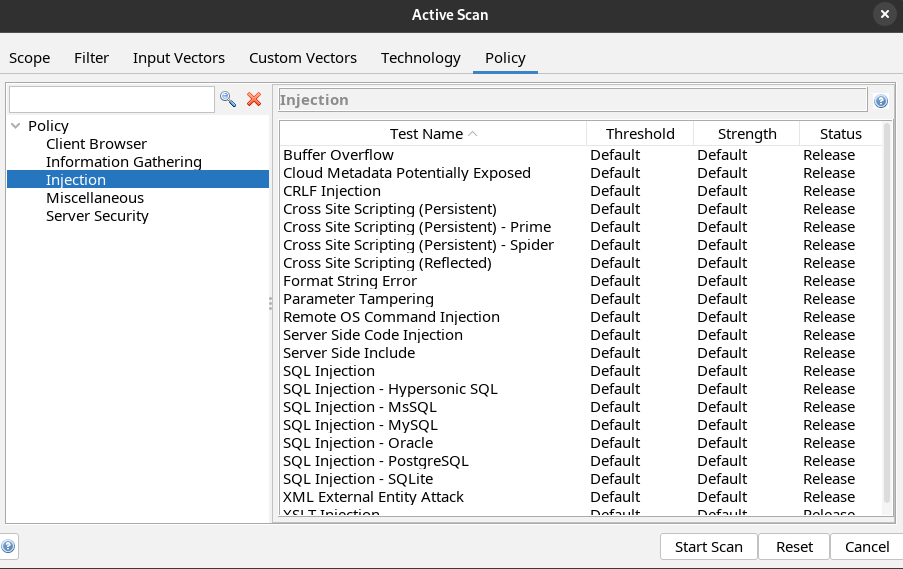 Active Scan
Scope Filter Input Vectors Custom Vectors Technology Policy
Injection
Policy
Client Browser
Information Gathering
Injection
Miscellaneous
Server Security
Test Name Threshold Strength Status
Buffer Overflow Default Default Release
Cloud Metadata Potentially Exposed Default Default Release
CRLF Injection Default Default Release
Cross Site Scripting (Persistent) Default Default Release
Cross Site Scripting (Persistent) - Prime Default Default Release
Cross Site Scripting (Persistent) - Spider Default Default Release
Cross Site Scripting (Reflected) Default Default Release
Format String Error Default Default Release
Parameter Tampering Default Default Release
Remote OS Command Injection Default Default Release
Server Side Code Injection Default Default Release
Server Side Include Default Default Release
SQL Injection Default Default Release
SQL Injection - Hypersonic SQL Default Default Release
SQL Injection - MsSQL Default Default Release
SQL Injection - MySQL Default Default Release
SQL Injection - Oracle Default Default Release
SQL Injection - PostgreSQL Default Default Release
SQL Injection - SQLite Default Default Release
XML External Entity Attack Default Default Release
XSLT Injection Default Default Release
Start Scan Reset Cancel